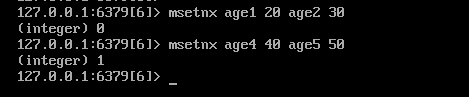 127.0.0.1:6379[6]> msetnx age1 20 age2 30
(integer) 0
127.0.0.1:6379[6]> msetnx age4 40 age5 50
(integer) 1
127.0.0.1:6379[6]> _